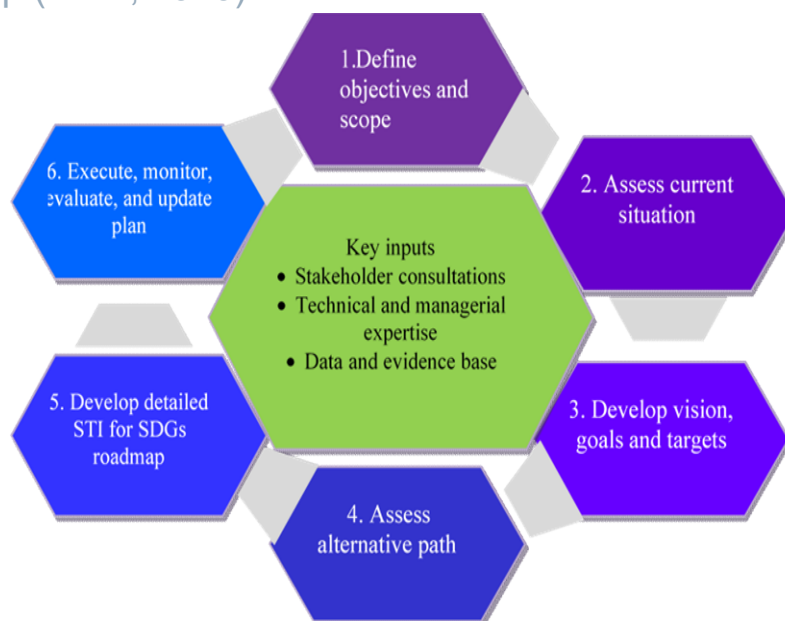 1.Define
objectives and
scope
2. Assess current
situation
3. Develop vision,
goals and targets
4. Assess
alternative path
5. Develop detailed
STI for SDGs
roadmap
6. Execute, monitor,
evaluate, and update
plan
Key inputs
• Stakeholder consultations
• Technical and managerial
expertise
• Data and evidence base